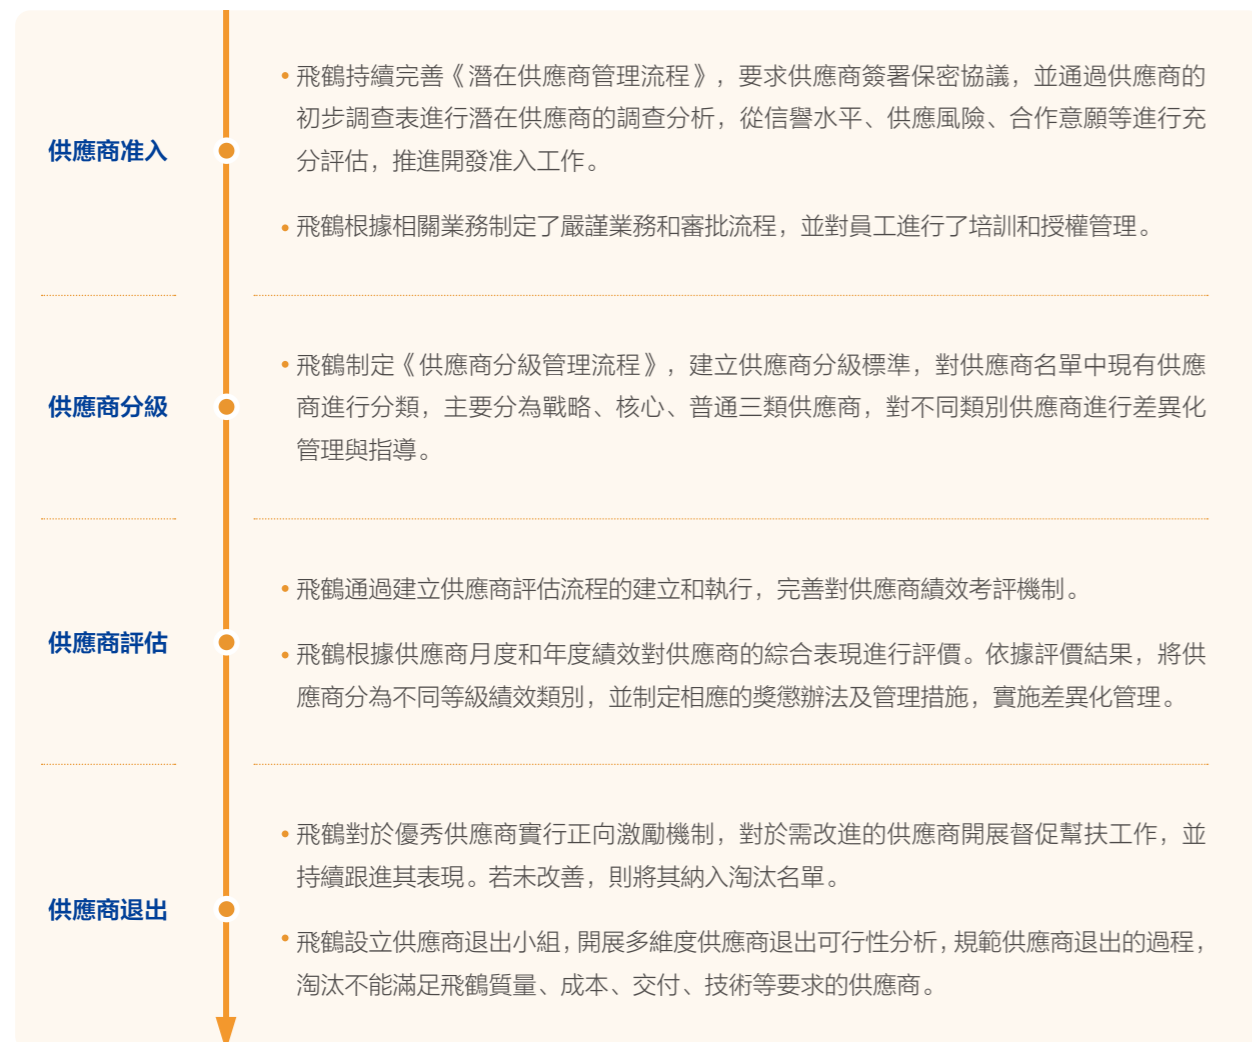 供應商准入
• 飛鶴持續完善《潛在供應商管理流程》，要求供應商簽署保密協議，並通過供應商的
初步調查表進行潛在供應商的調查分析，從信譽水平、供應風險、合作意願等進行充
分評估，推進開發准入工作。
• 飛鶴根據相關業務制定了嚴謹業務和審批流程，並對員工進行了培訓和授權管理。
供應商分級
• 飛鶴制定《供應商分級管理流程》，建立供應商分級標準，對供應商名單中現有供應
商進行分類，主要分為戰略、核心、普通三類供應商，對不同類別供應商進行差異化
管理與指導。
供應商評估
• 飛鶴通過建立供應商評估流程的建立和執行，完善對供應商績效考評機制。
• 飛鶴根據供應商月度和年度績效對供應商的綜合表現進行評價。依據評價結果，將供
應商分為不同等級績效類別，並制定相應的獎懲辦法及管理措施，實施差異化管理。
供應商退出
• 飛鶴對於優秀供應商實行正向激勵機制，對於需改進的供應商開展督促幫扶工作，並
持續跟進其表現。若未改善，則將其納入淘汰名單。
• 飛鶴設立供應商退出小組，開展多維度供應商退出可行性分析，規範供應商退出的過程，
淘汰不能滿足飛鶴質量、成本、交付、技術等要求的供應商。